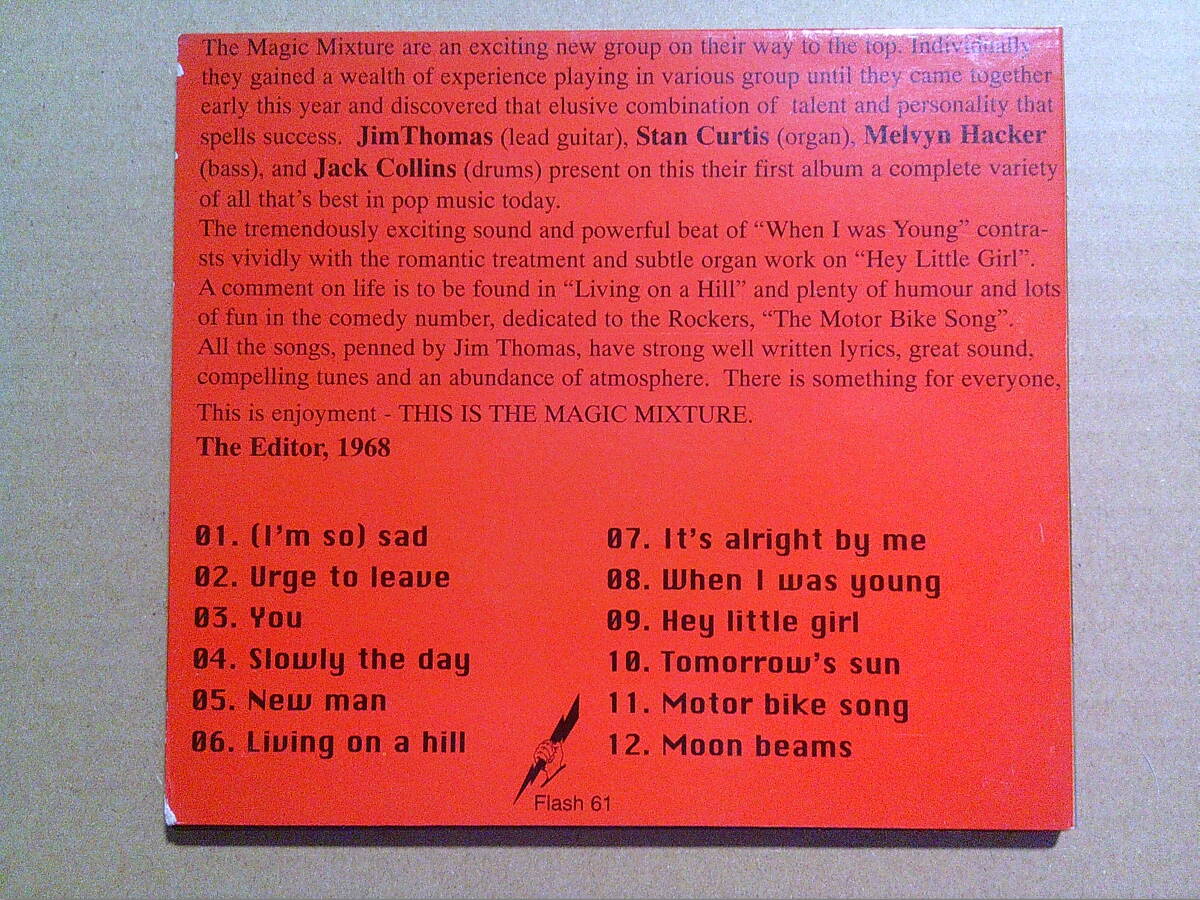 The Magic Mixture are an exciting new group on their way to the top. Individually
they gained a wealth of experience playing in various group until they came together
early this year and discovered that elusive combination of talent and personality that
spells success. JimThomas (lead guitar), Stan Curtis (organ), Melvyn Hacker
(bass), and Jack Collins (drums) present on this their first album a complete variety
of all that's best in pop music today.
The tremendously exciting sound and powerful beat of “When I was Young” contra-
sts vividly with the romantic treatment and subtle organ work on “Hey Little Girl”.
A comment on life is to be found in “Living on a Hill” and plenty of humour and lots
of fun in the comedy number, dedicated to the Rockers, “The Motor Bike Song”.
All the songs, penned by Jim Thomas, have strong well written lyrics, great sound,
compelling tunes and an abundance of atmosphere. There is something for everyone,
This is enjoyment - THIS IS THE MAGIC MIXTURE.
The Editor, 1968
01. (I'm so) sad
02. Urge to leave
03. You
04. Slowly the day
05. New man
06. Living on a hill
07. It's alright by me
08. When I was young
09. Hey little girl
10. Tomorrow's sun
11. Motor bike song
12. Moon beams
Flash 61